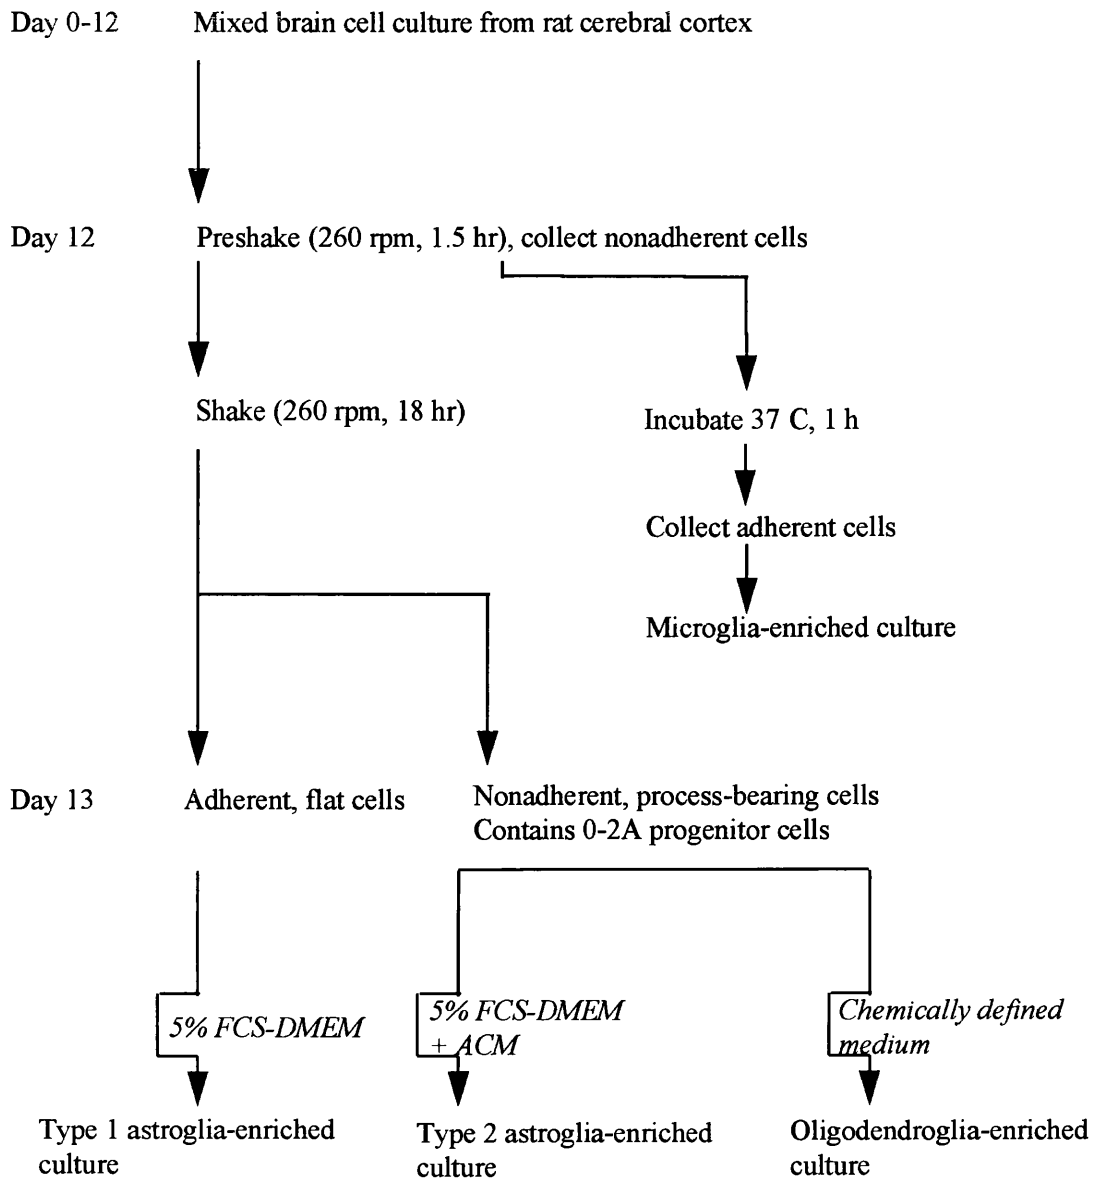 Day 0-12 Mixed brain cell culture from rat cerebral cortex
Day 12 Preshake (260 rpm, 1.5 hr), collect nonadherent cells
Shake (260 rpm, 18 hr)
Incubate 37 C, 1 h
Collect adherent cells
Microglia-enriched culture
Day 13 Adherent, flat cells
Nonadherent, process-bearing cells
Contains 0-2A progenitor cells
5% FCS-DMEM
5% FCS-DMEM
+ ACM
Chemically defined
medium
Type 1 astroglia-enriched
culture
Type 2 astroglia-enriched
culture
Oligodendroglia-enriched
culture